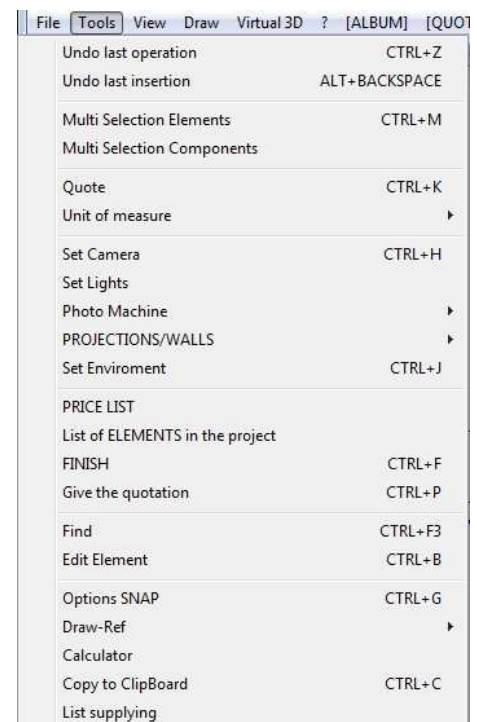 File Tools View Draw Virtual 3D ? [ALBUM] [QUOT
Undo last operation CTRL+Z
Undo last insertion ALT+BACKSPACE
Multi Selection Elements CTRL+M
Multi Selection Components
Quote CTRL+K
Unit of measure
Set Camera CTRL+H
Set Lights
Photo Machine
PROJECTIONS/WALLS
Set Enviroment CTRL+J
PRICE LIST
List of ELEMENTS in the project
FINISH CTRL+F
Give the quotation CTRL+P
Find CTRL+F3
Edit Element CTRL+B
Options SNAP CTRL+G
Draw-Ref
Calculator
Copy to ClipBoard CTRL+C
List supplying